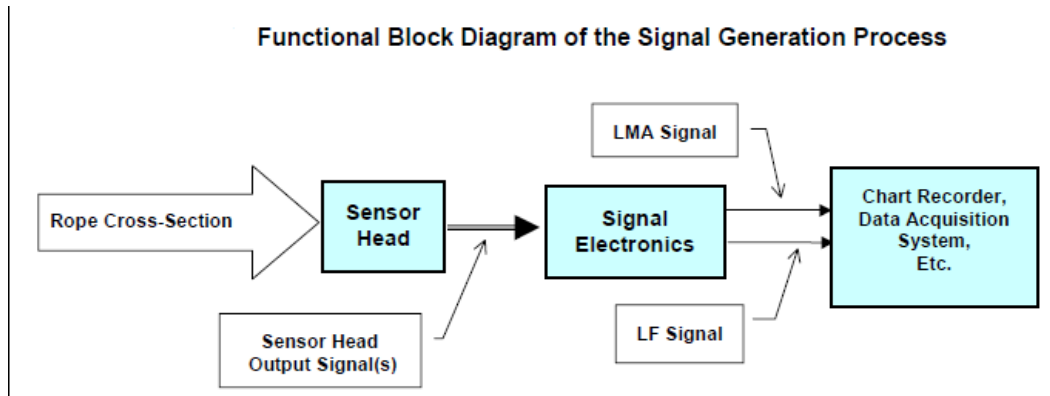 Functional Block Diagram of the Signal Generation Process
LMA Signal
Rope Cross-Section
Sensor
Head
Signal
Electronics
Chart Recorder,
Data Acquisition
System,
Etc.
Sensor Head
Output Signal(s)
LF Signal